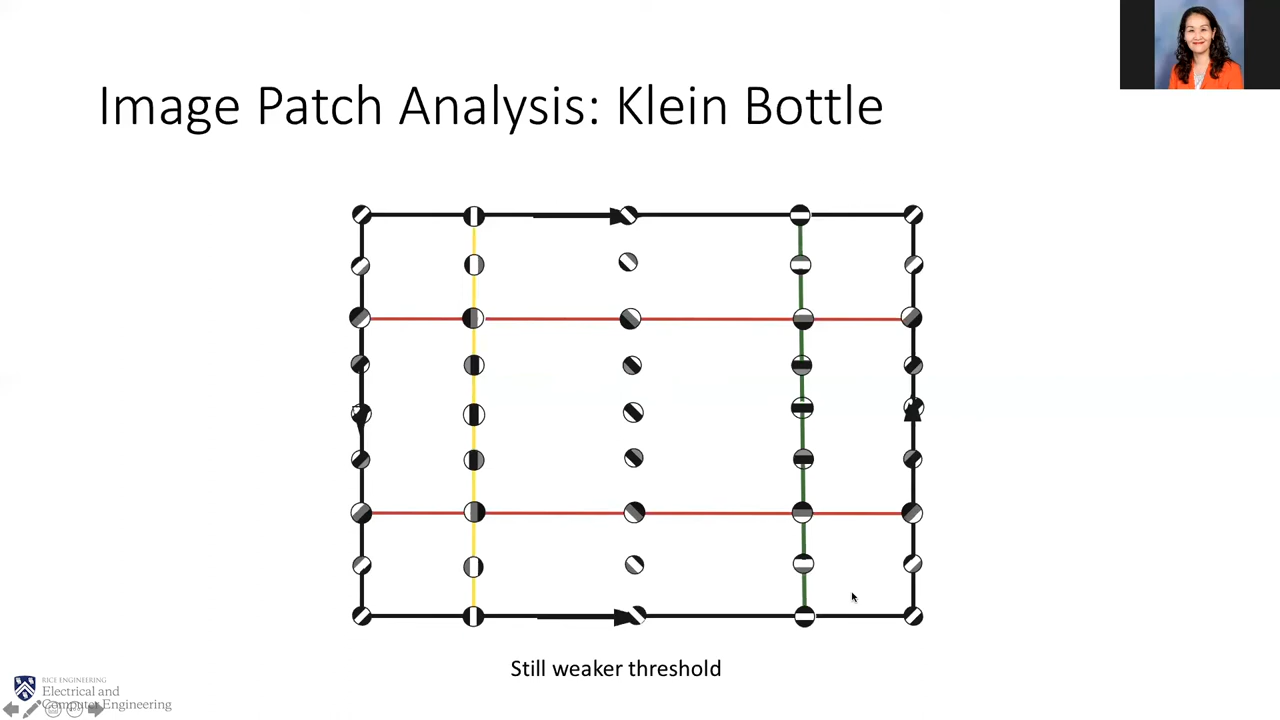 Image Patch Analysis: Klein Bottle
Still weaker threshold
RICE ENGINEERING
Electrical and
Computer Engineering